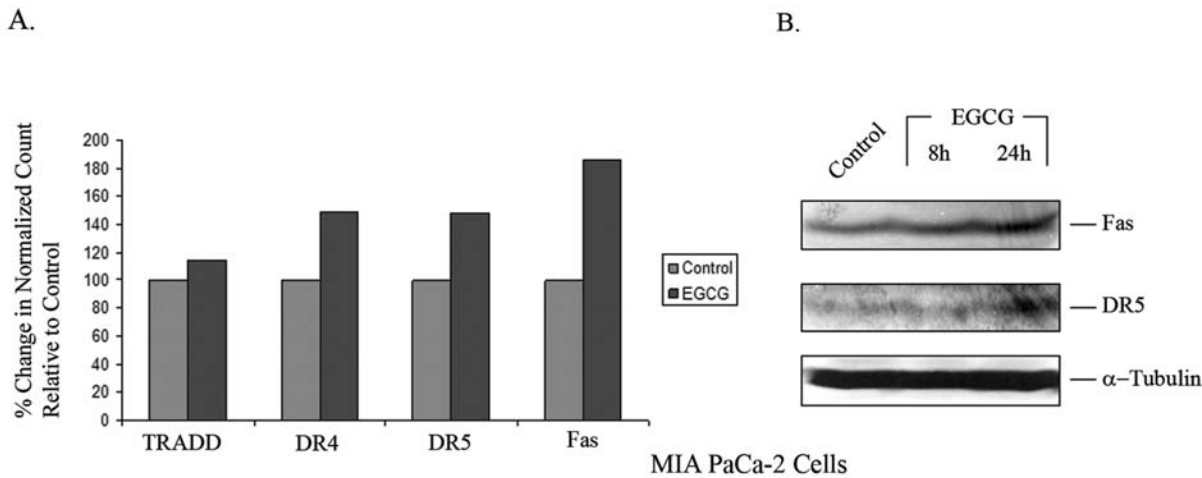 A.
% Change in Normalized Count
Relative to Control
200
180
160
140
120
100
80
60
40
20
0
TRADD
DR4
DR5
Fas
Control
EGCG
B.
Control
EGCG
8h
24h
Fas
DR5
α-Tubulin
MIA PaCa-2 Cells